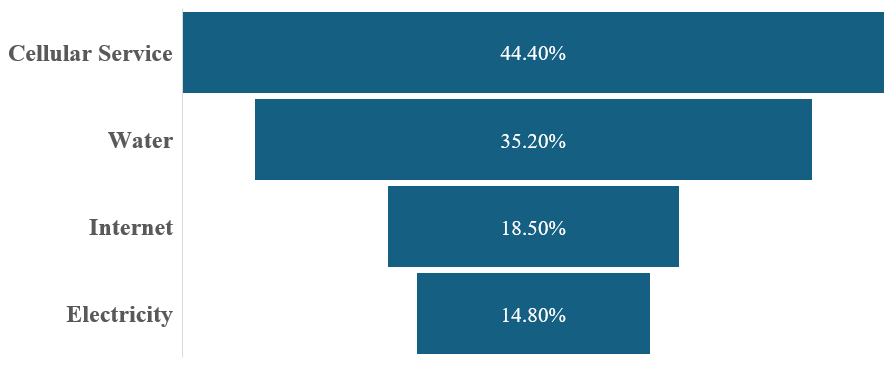 Cellular Service 44.40%
Water 35.20%
Internet 18.50%
Electricity 14.80%